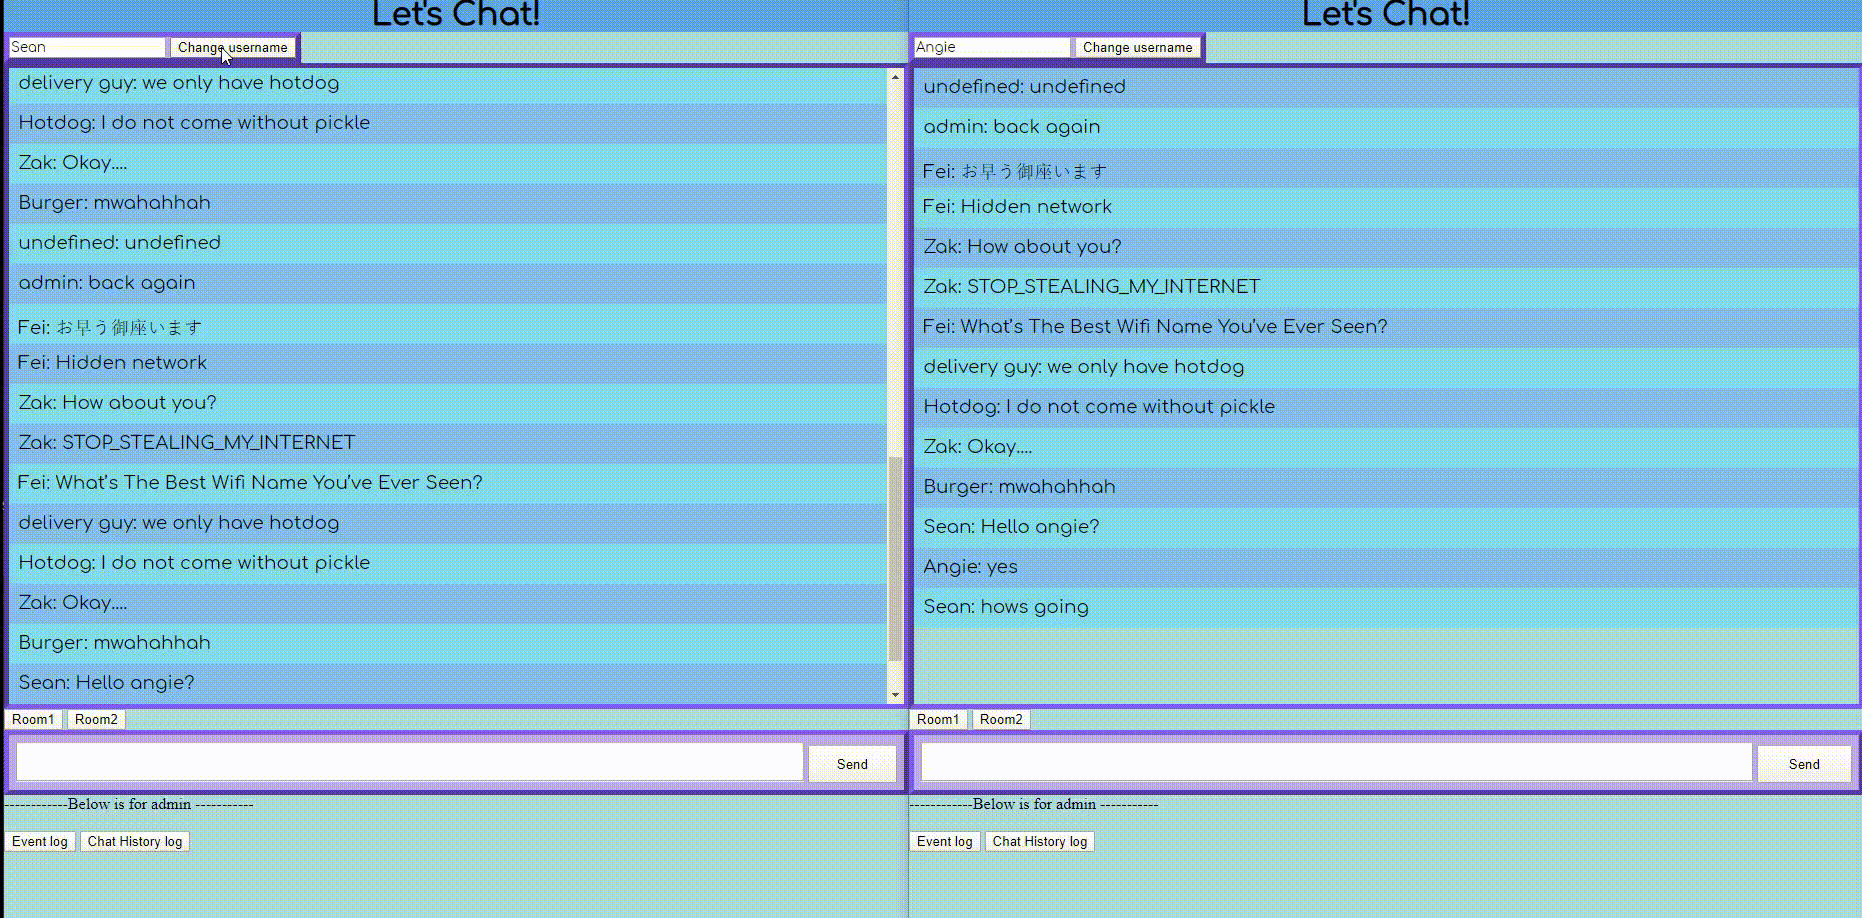 Let's Chat!
Sean
Change username
delivery guy: we only have hotdog
Hotdog: I do not come without pickle
Zak: Okay....
Burger: mwahahhah
undefined: undefined
admin: back again
Fei: お早う御座います
Fei: Hidden network
Zak: How about you?
Zak: STOP_STEALING_MY_INTERNET
Fei: What's The Best Wifi Name You've Ever Seen?
delivery guy: we only have hotdog
Hotdog: I do not come without pickle
Zak: Okay....
Burger: mwahahhah
Sean: Hello angie?
Room1 Room2
Send
------------Below is for admin -----------
Event log Chat History log
Let's Chat!
Angie
Change username
undefined: undefined
admin: back again
Fei: お早う御座います
Fei: Hidden network
Zak: How about you?
Zak: STOP_STEALING_MY_INTERNET
Fei: What's The Best Wifi Name You've Ever Seen?
delivery guy: we only have hotdog
Hotdog: I do not come without pickle
Zak: Okay....
Burger: mwahahhah
Sean: Hello angie?
Angie: yes
Sean: hows going
Room1 Room2
Send
------------Below is for admin -----------
Event log Chat History log